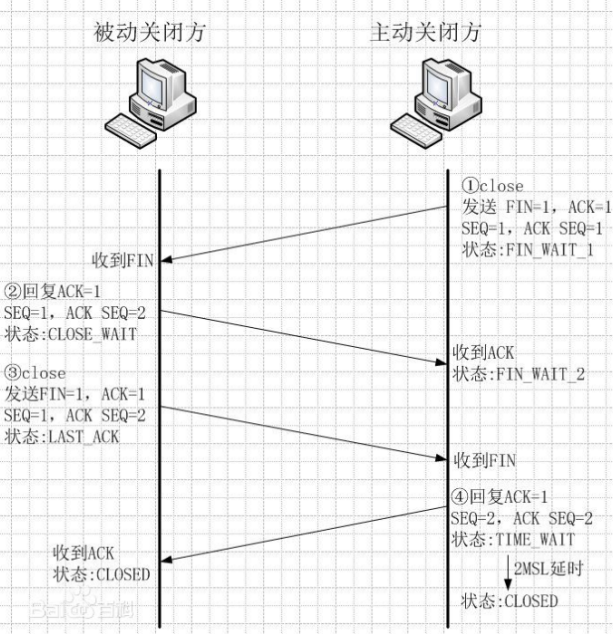 被动关闭方
主动关闭方
①close
发送 FIN=1, ACK=1
SEQ=1, ACK SEQ=1
状态:FIN_WAIT_1
收到FIN
②回复ACK=1
SEQ=1, ACK SEQ=2
状态:CLOSE_WAIT
收到ACK
状态:FIN_WAIT_2
③close
发送FIN=1, ACK=1
SEQ=1, ACK SEQ=2
状态:LAST_ACK
收到FIN
④回复ACK=1
SEQ=2, ACK SEQ=2
状态:TIME_WAIT
收到ACK
状态:CLOSED
2MSL延时
状态:CLOSED
Baidu百科